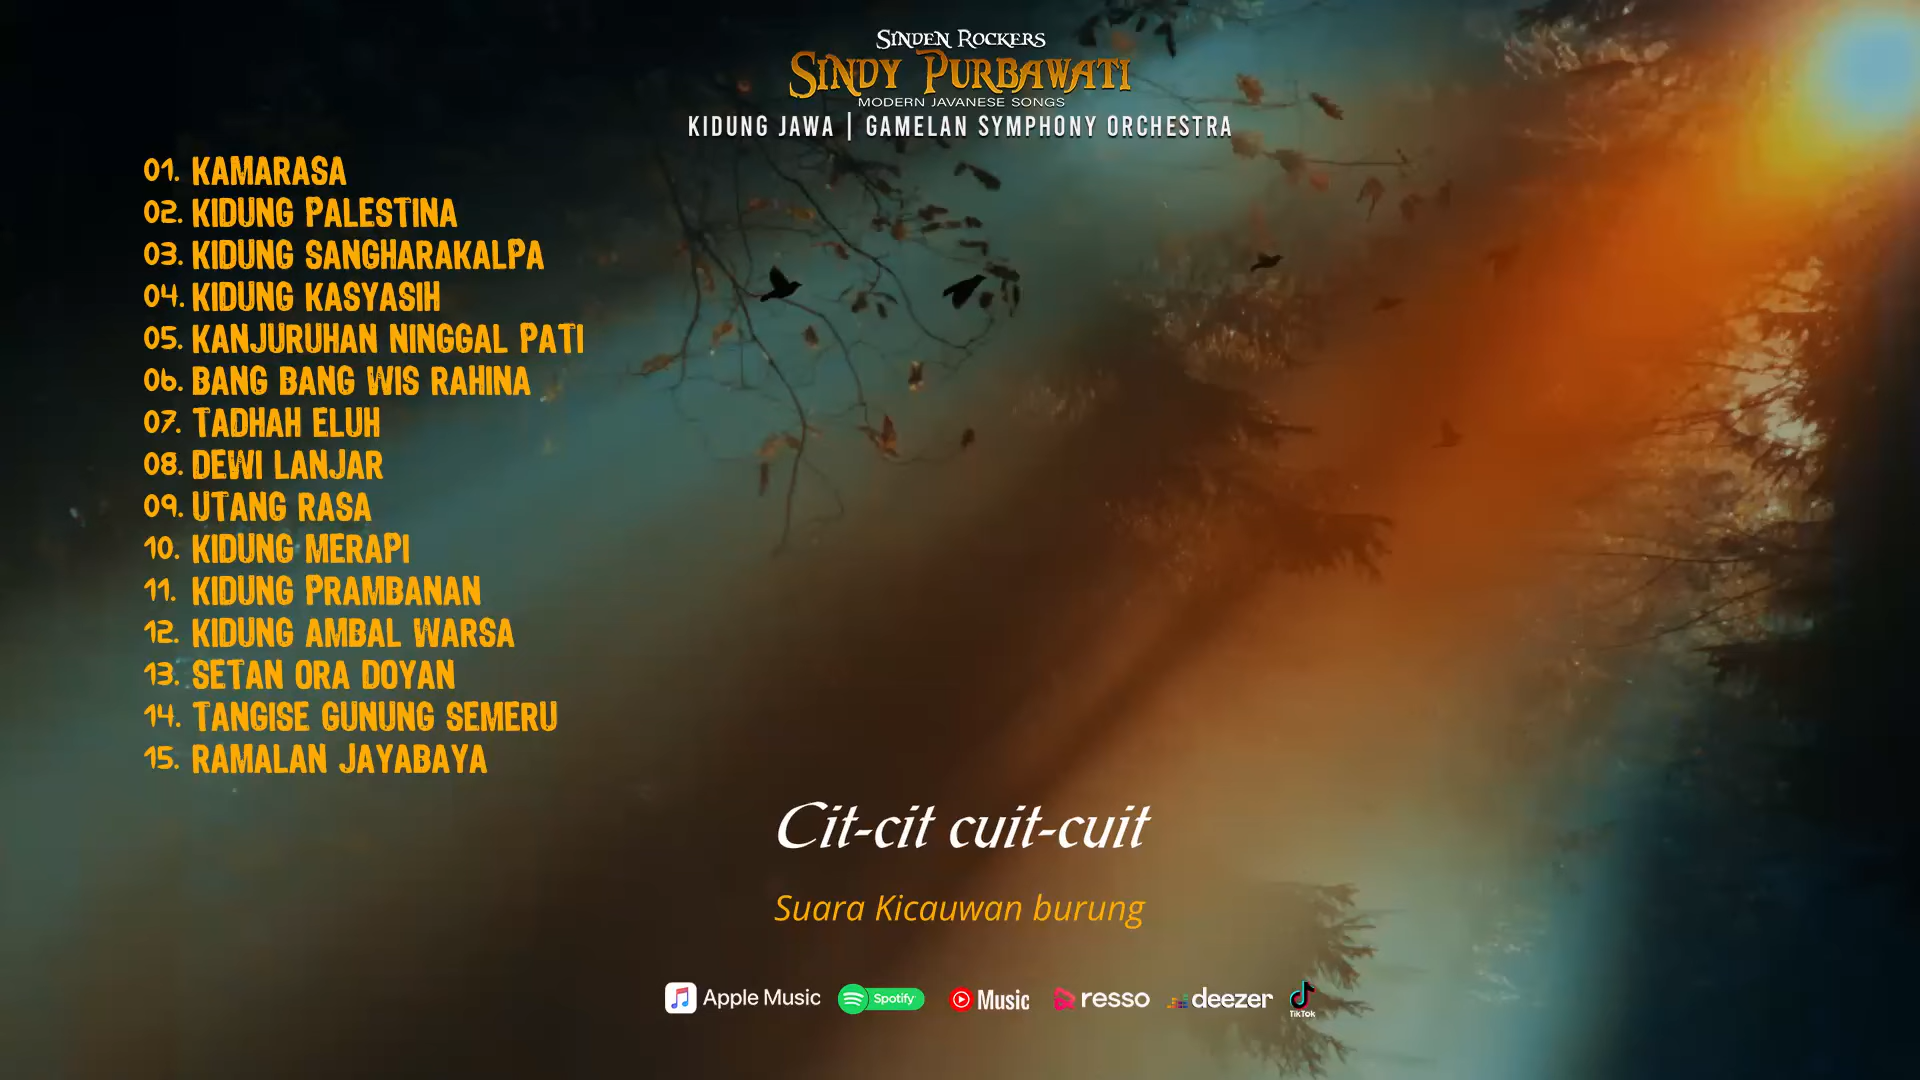 SINDEN ROCKERS
SINDY PURBAWATI
MODERN JAVANESE SONGS
KIDUNG JAWA | GAMELAN SYMPHONY ORCHESTRA
01. KAMARASA
02. KIDUNG PALESTINA
03. KIDUNG SANGHARAKALPA
04. KIDUNG KASYASIH
05. KANJURUHAN NINGGAL PATI
06. BANG BANG WIS RAHINA
07. TADHAH ELUH
08. DEWI LANJAR
09. UTANG RASA
10. KIDUNG MERAPI
11. KIDUNG PRAMBANAN
12. KIDUNG AMBAL WARSA
13. SETAN ORA DOYAN
14. TANGISE GUNUNG SEMERU
15. RAMALAN JAYABAYA
Cit-cit cuit-cuit
Suara Kicauwan burung
Apple Music Spotify Music resso deezer TikTok